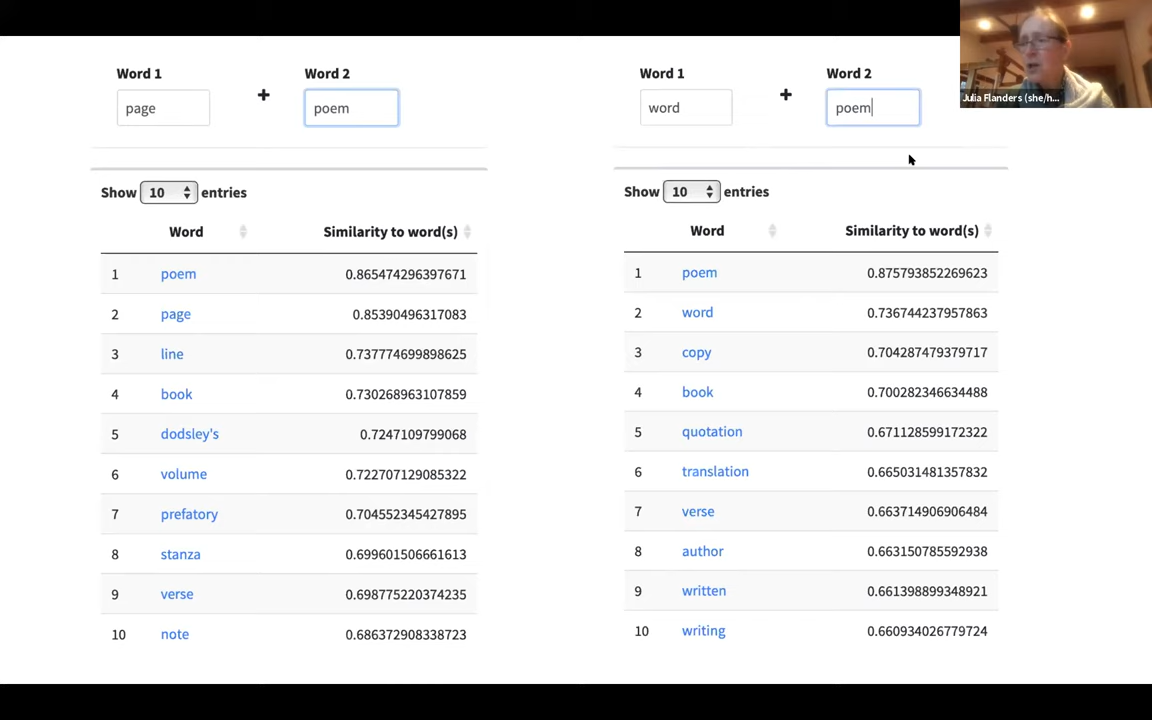 Word 1
Word 2
page + poem
Show 10 entries
Word Similarity to word(s)
1 poem 0.865474296397671
2 page 0.85390496317083
3 line 0.737774699898625
4 book 0.730268963107859
5 dodsley's 0.7247109799068
6 volume 0.722707129085322
7 prefatory 0.704552345427895
8 stanza 0.699601506661613
9 verse 0.698775220374235
10 note 0.686372908338723
Word 1
Word 2
word + poem
Show 10 entries
Word Similarity to word(s)
1 poem 0.875793852269623
2 word 0.736744237957863
3 copy 0.704287479379717
4 book 0.700282346634488
5 quotation 0.671128599172322
6 translation 0.665031481357832
7 verse 0.663714906906484
8 author 0.663150785592938
9 written 0.661398899348921
10 writing 0.660934026779724
Julia Flanders (she/h...